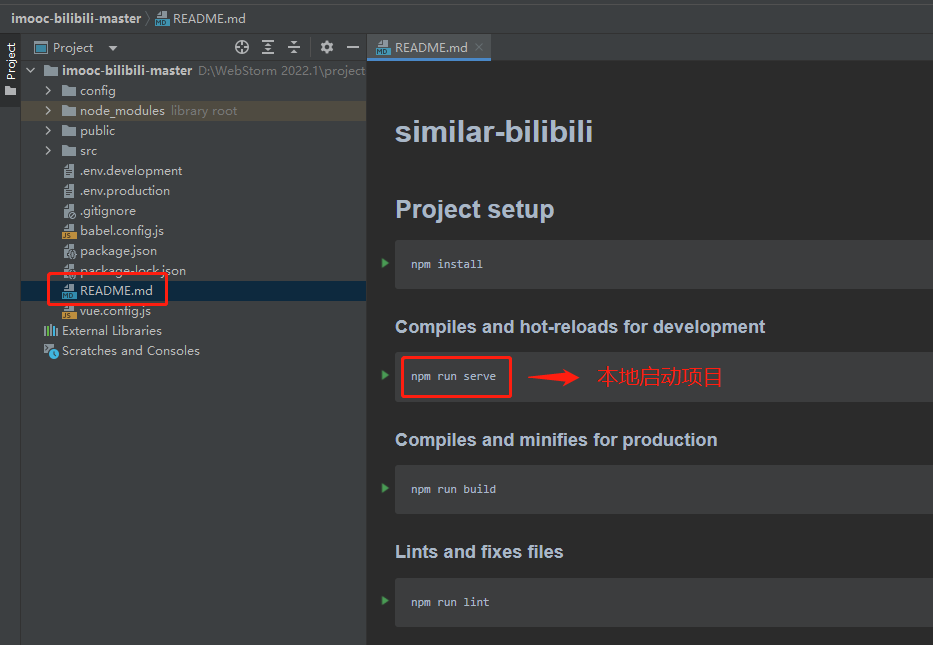 imooc-bilibili-master README.md
Project
Project
README.md
imooc-bilibili-master D:\WebStorm 2022.1\project
config
node_modules library root
public
src
.env.development
.env.production
.gitignore
babel.config.js
package.json
package-lock.json
README.md
vue.config.js
External Libraries
Scratches and Consoles
similar-bilibili
Project setup
npm install
Compiles and hot-reloads for development
npm run serve 本地启动项目
Compiles and minifies for production
npm run build
Lints and fixes files
npm run lint